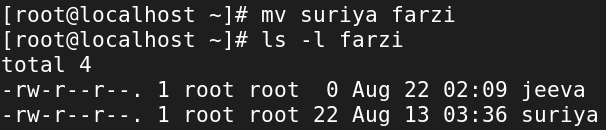 [root@localhost ~]# mv suriya farzi
[root@localhost ~]# ls -l farzi
total 4
-rw-r--r--. 1 root root  0 Aug 22 02:09 jeeva
-rw-r--r--. 1 root root 22 Aug 13 03:36 suriya